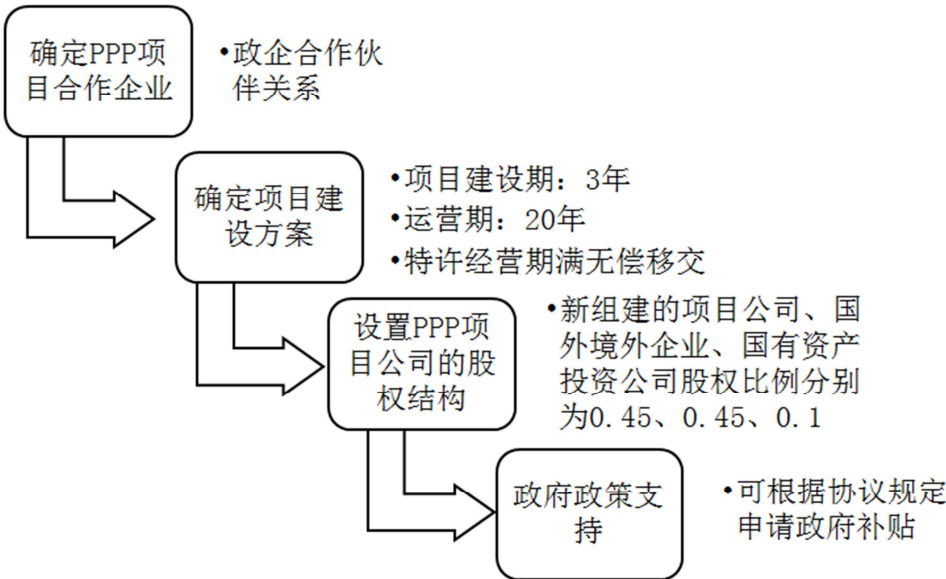 确定PPP项
目合作企业
•政企合作伙
伴关系
确定项目建
设方案
•项目建设期：3年
•运营期：20年
•特许经营期满无偿移交
设置PPP项
目公司的股
权结构
•新组建的项目公司、国
外境外企业、国有资产
投资公司股权比例分别
为0.45、0.45、0.1
政府政策支
持
•可根据协议规定
申请政府补贴